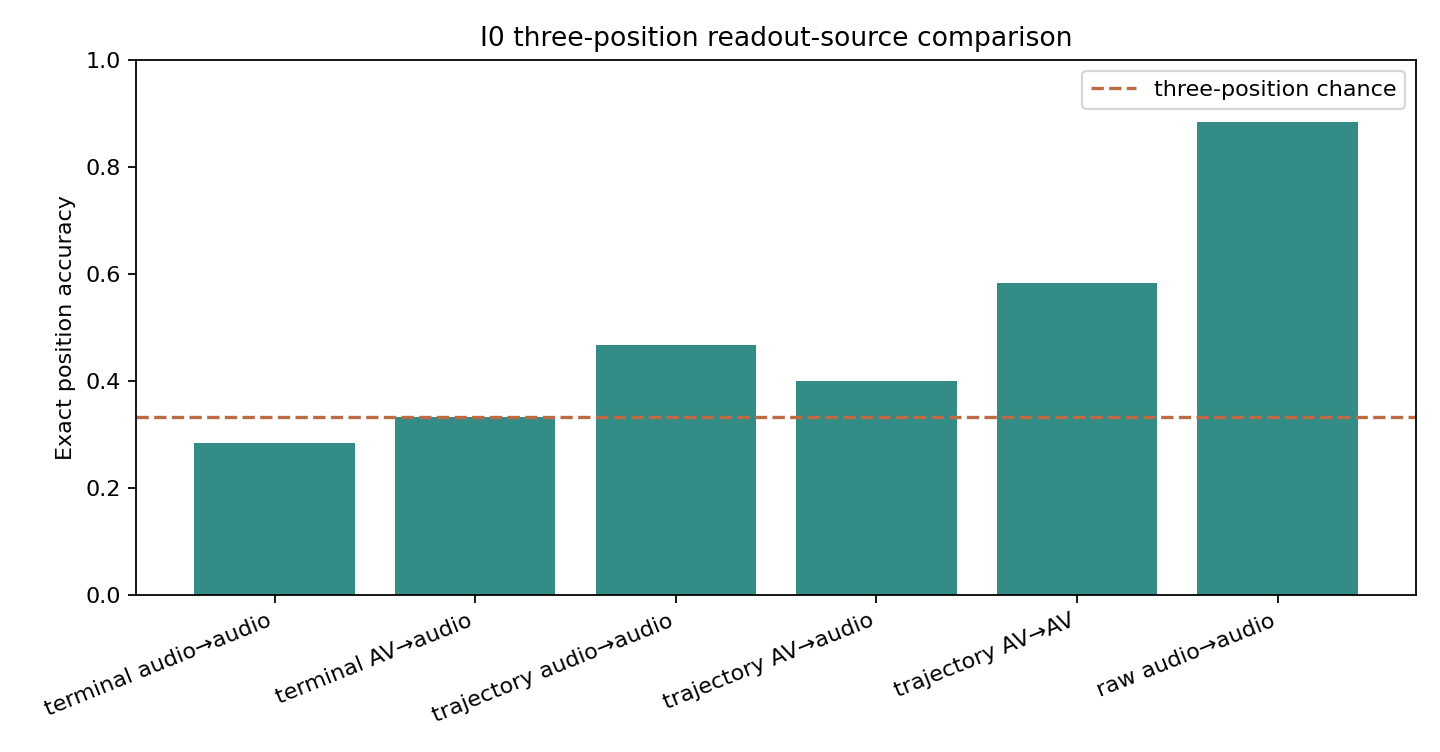 I0 three-position readout-source comparison
three-position chance
Exact position accuracy
1.0
0.8
0.6
0.4
0.2
0.0
terminal audio→audio
terminal AV→audio
trajectory audio→audio
trajectory AV→audio
trajectory AV→AV
raw audio→audio